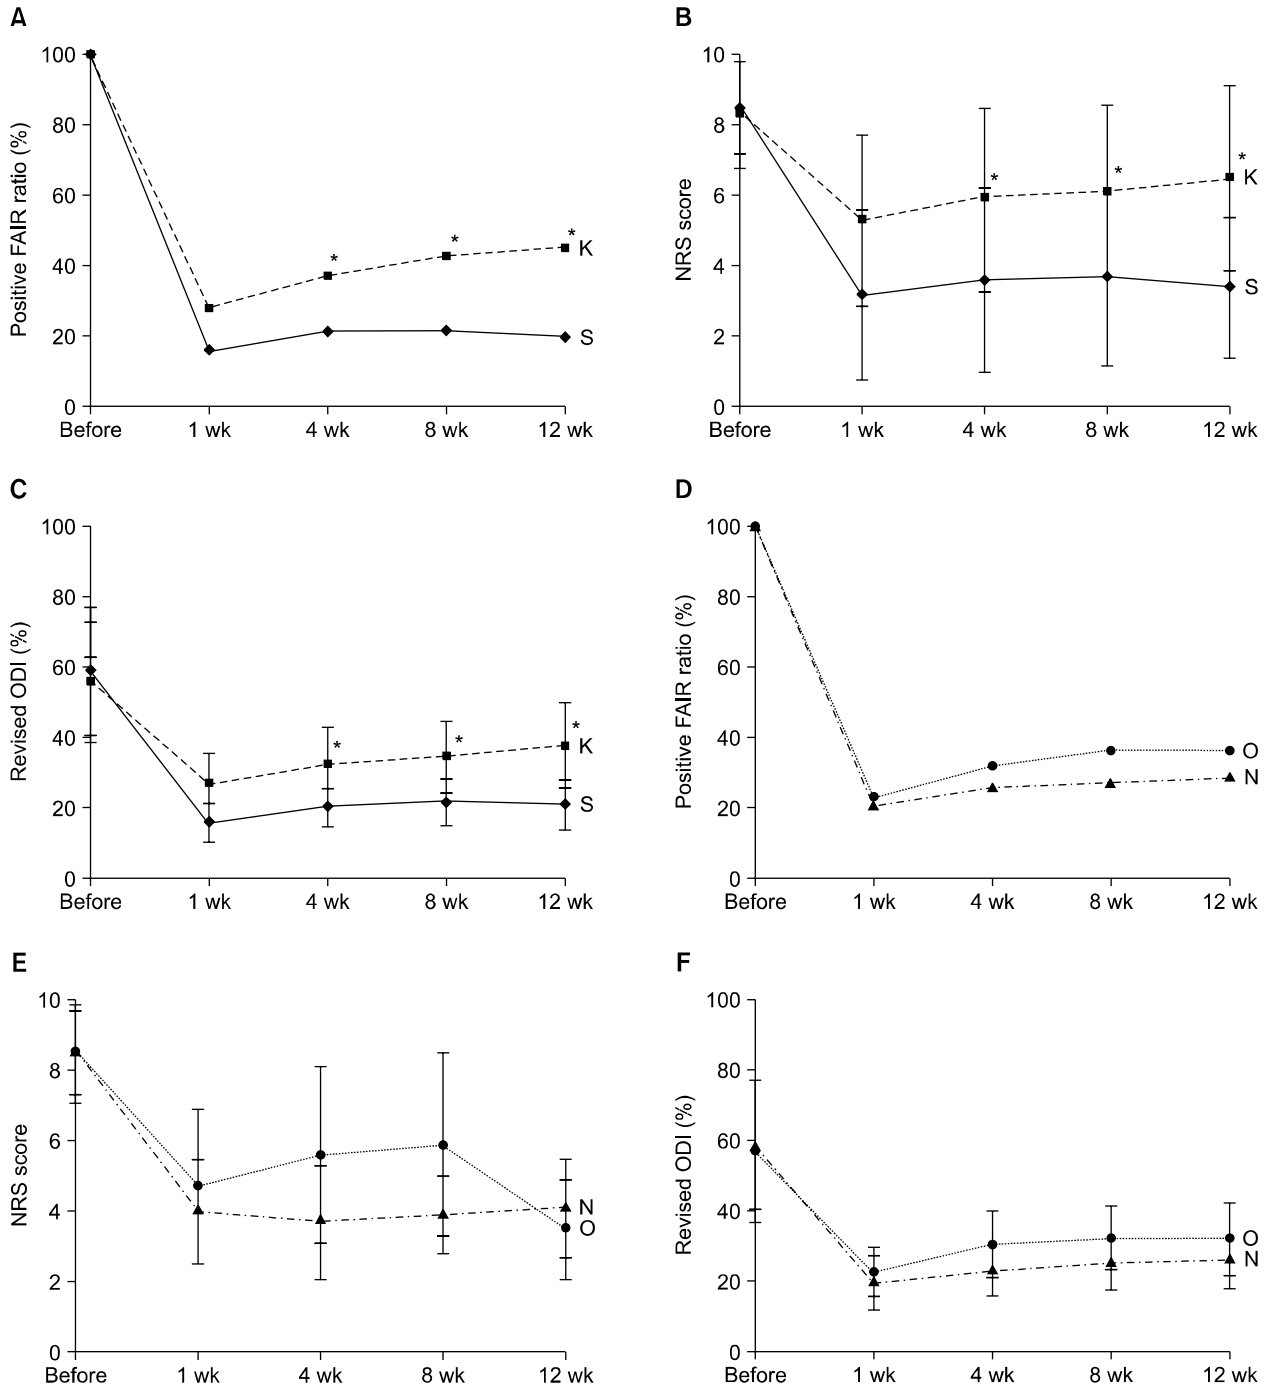 A
Positive FAIR ratio (%)
100
80
60
40
20
0
* * *
K
S
Before 1 wk 4 wk 8 wk 12 wk
B
NRS score
10
8
6
4
2
0
* * *
K
S
Before 1 wk 4 wk 8 wk 12 wk
C
Revised ODI (%)
100
80
60
40
20
0
* * *
K
S
Before 1 wk 4 wk 8 wk 12 wk
D
Positive FAIR ratio (%)
100
80
60
40
20
0
O
N
Before 1 wk 4 wk 8 wk 12 wk
E
NRS score
10
8
6
4
2
0
N
O
Before 1 wk 4 wk 8 wk 12 wk
F
Revised ODI (%)
100
80
60
40
20
0
O
N
Before 1 wk 4 wk 8 wk 12 wk